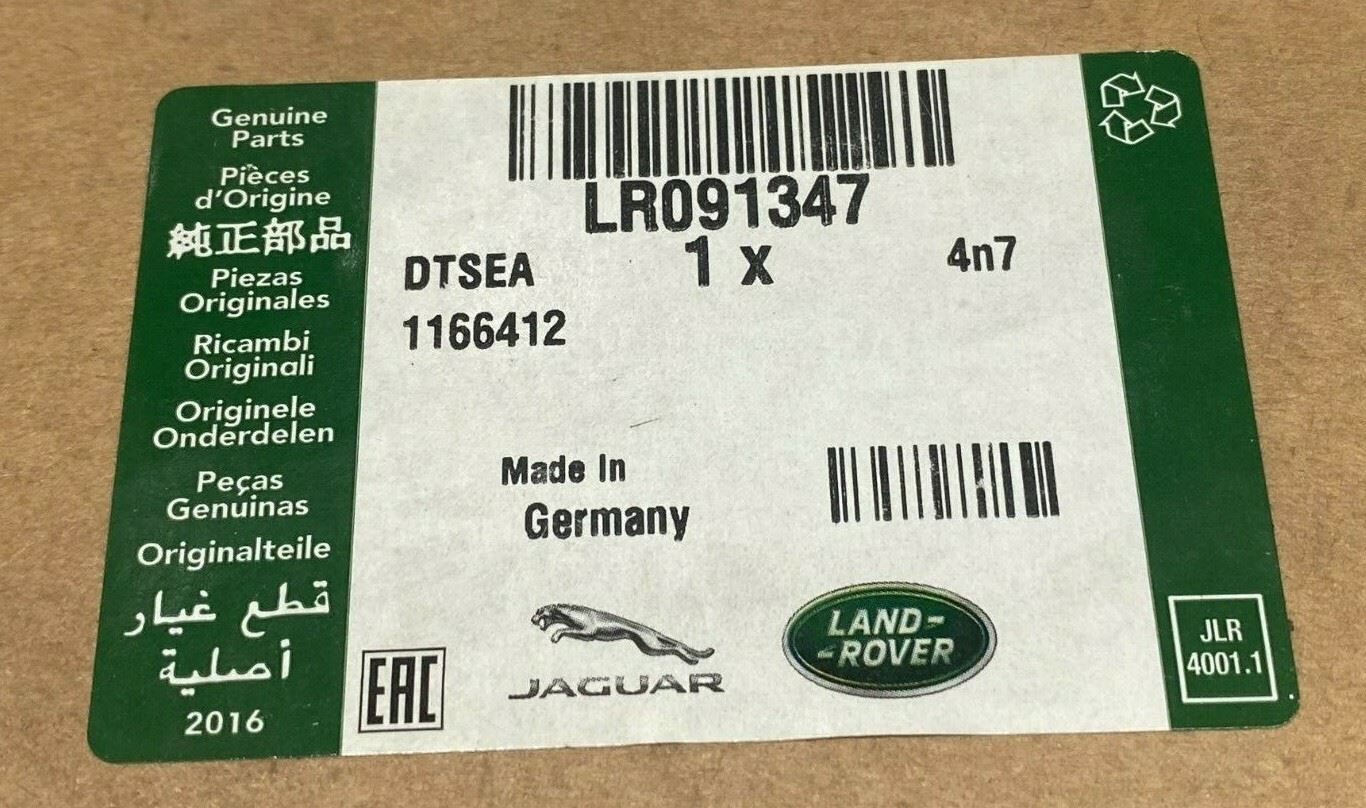 Genuine
Parts
Pièces
d'Origine
純正部品
Piezas
Originales
Ricambi
Originali
Originele
Onderdelen
Peças
Genuinas
Originalteile
قطع غيار
أصلية
2016
LR091347
DTSEA 1 x 4n7
1166412
Made In
Germany
EAC
JAGUAR
LAND-
-ROVER
JLR
4001.1